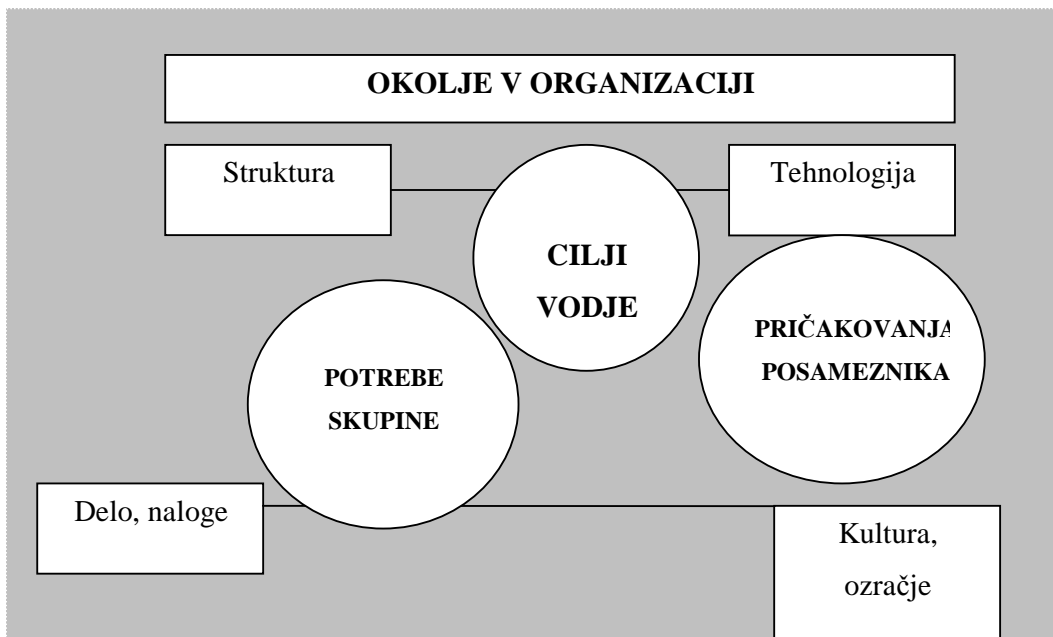 OKOLJE V ORGANIZACIJI
Struktura
Tehnologija
CILJI
VODJE
PRIČAKOVANJA
POSAMEZNIKA
POTREBE
SKUPINE
Delo, naloge
Kultura,
ozračje